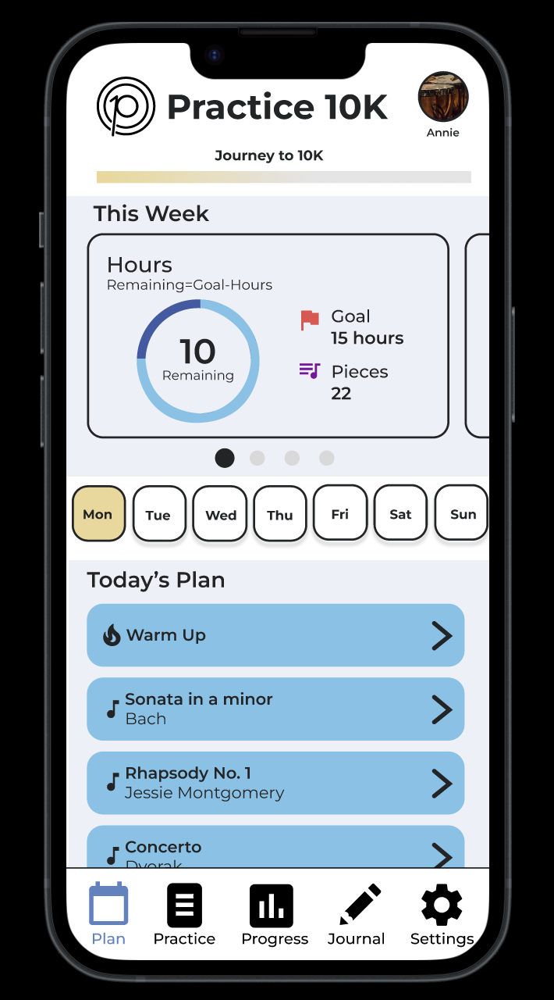 Practice 10K
Annie
Journey to 10K
This Week
Hours
Remaining=Goal-Hours
10
Remaining
Goal
15 hours
Pieces
22
Mon Tue Wed Thu Fri Sat Sun
Today’s Plan
Warm Up
Sonata in a minor
Bach
Rhapsody No. 1
Jessie Montgomery
Concerto
Dvorak
Plan Practice Progress Journal Settings